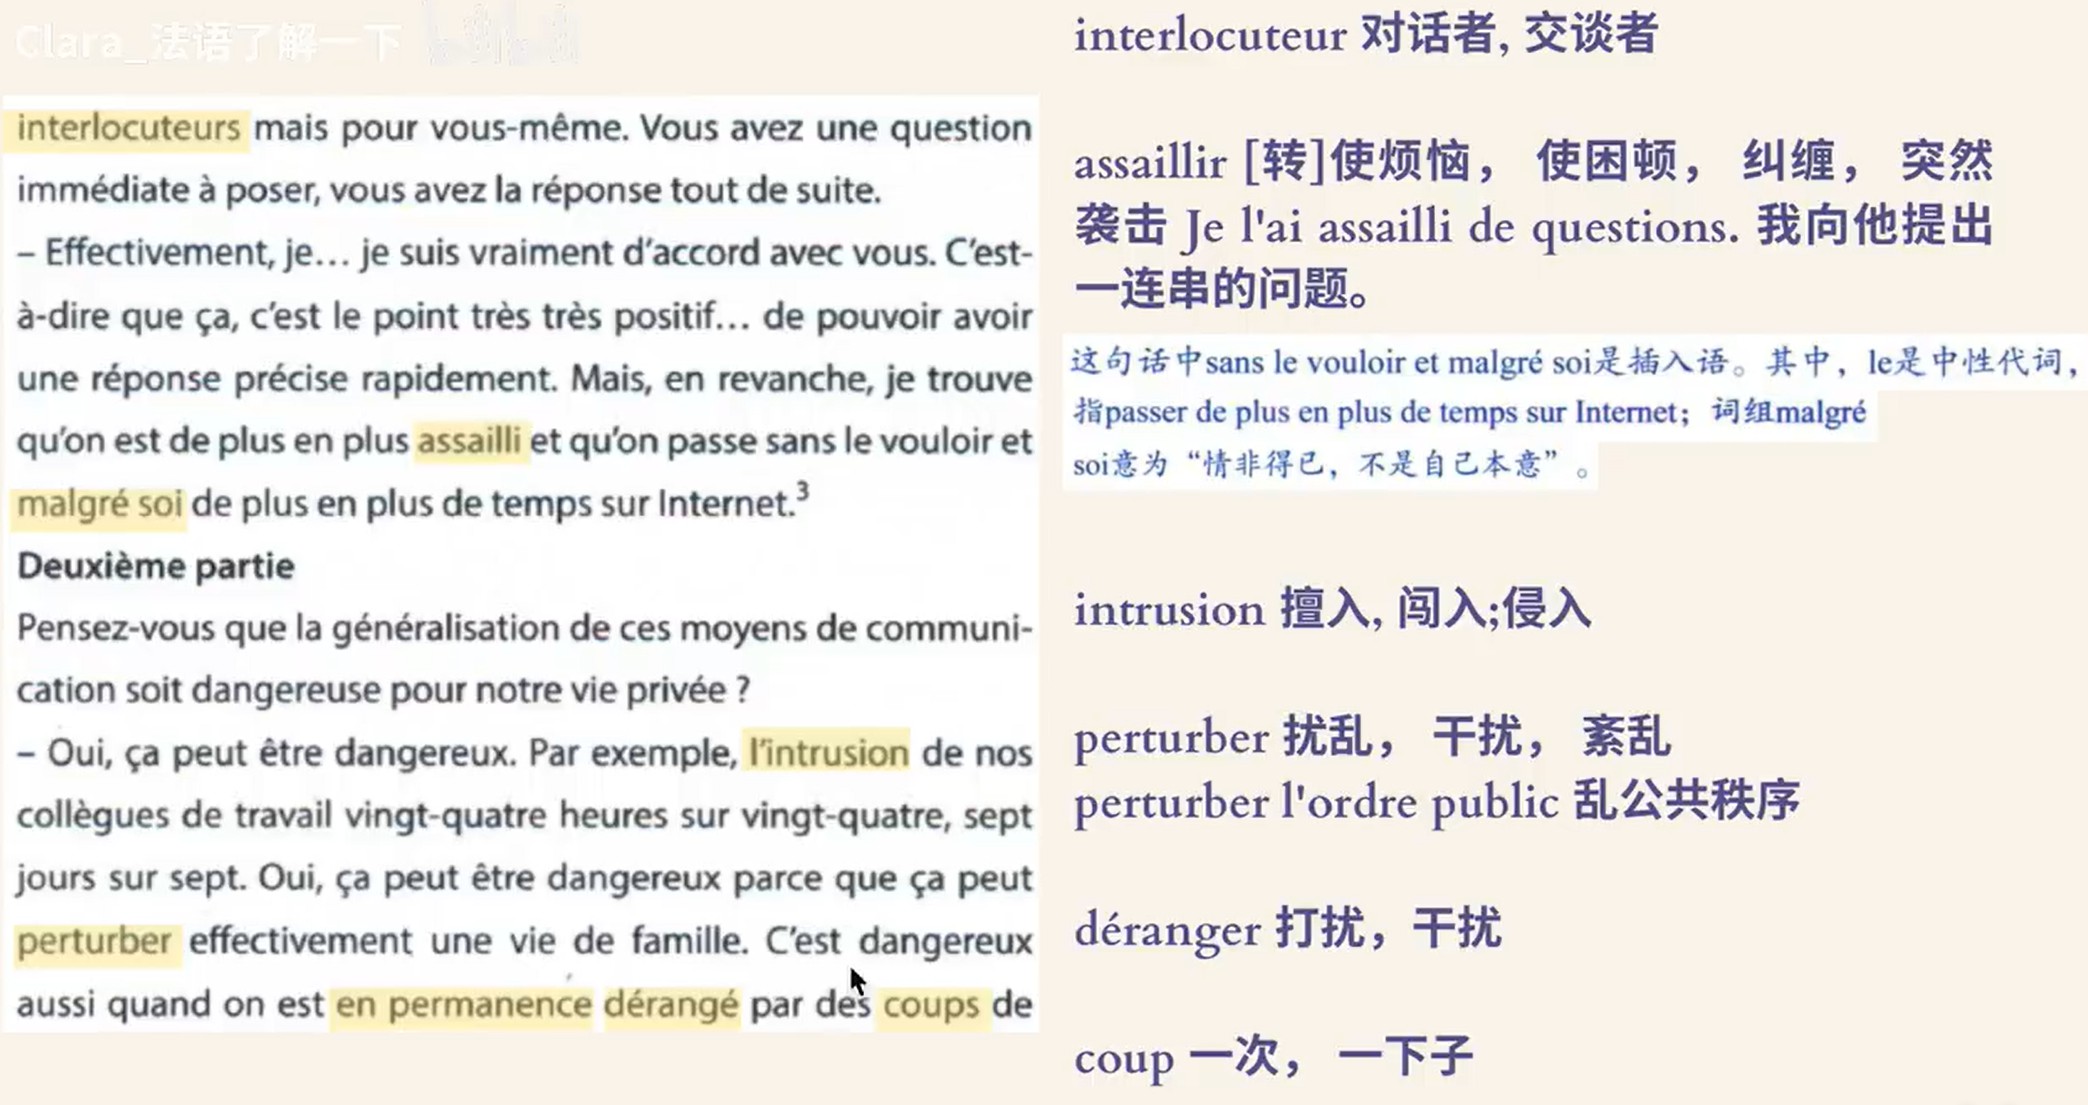 Clara_法语了解一下 bilibili
interlocuteurs mais pour vous-même. Vous avez une question
immédiate à poser, vous avez la réponse tout de suite.
– Effectivement, je… je suis vraiment d'accord avec vous. C'est-
à-dire que ça, c'est le point très très positif… de pouvoir avoir
une réponse précise rapidement. Mais, en revanche, je trouve
qu'on est de plus en plus assailli et qu'on passe sans le vouloir et
malgré soi de plus en plus de temps sur Internet.³
Deuxième partie
Pensez-vous que la généralisation de ces moyens de communi-
cation soit dangereuse pour notre vie privée ?
– Oui, ça peut être dangereux. Par exemple, l'intrusion de nos
collègues de travail vingt-quatre heures sur vingt-quatre, sept
jours sur sept. Oui, ça peut être dangereux parce que ça peut
perturber effectivement une vie de famille. C'est dangereux
aussi quand on est en permanence dérangé par des coups de
interlocuteur 对话者, 交谈者
assaillir [转]使烦恼， 使困顿， 纠缠， 突然
袭击 Je l'ai assailli de questions. 我向他提出
一连串的问题。
这句话中sans le vouloir et malgré soi是插入语。其中，le是中性代词，
指passer de plus en plus de temps sur Internet；词组malgré
soi意为“情非得已，不是自己本意”。
intrusion 擅入, 闯入;侵入
perturber 扰乱， 干扰， 紊乱
perturber l'ordre public 乱公共秩序
déranger 打扰，干扰
coup 一次， 一下子